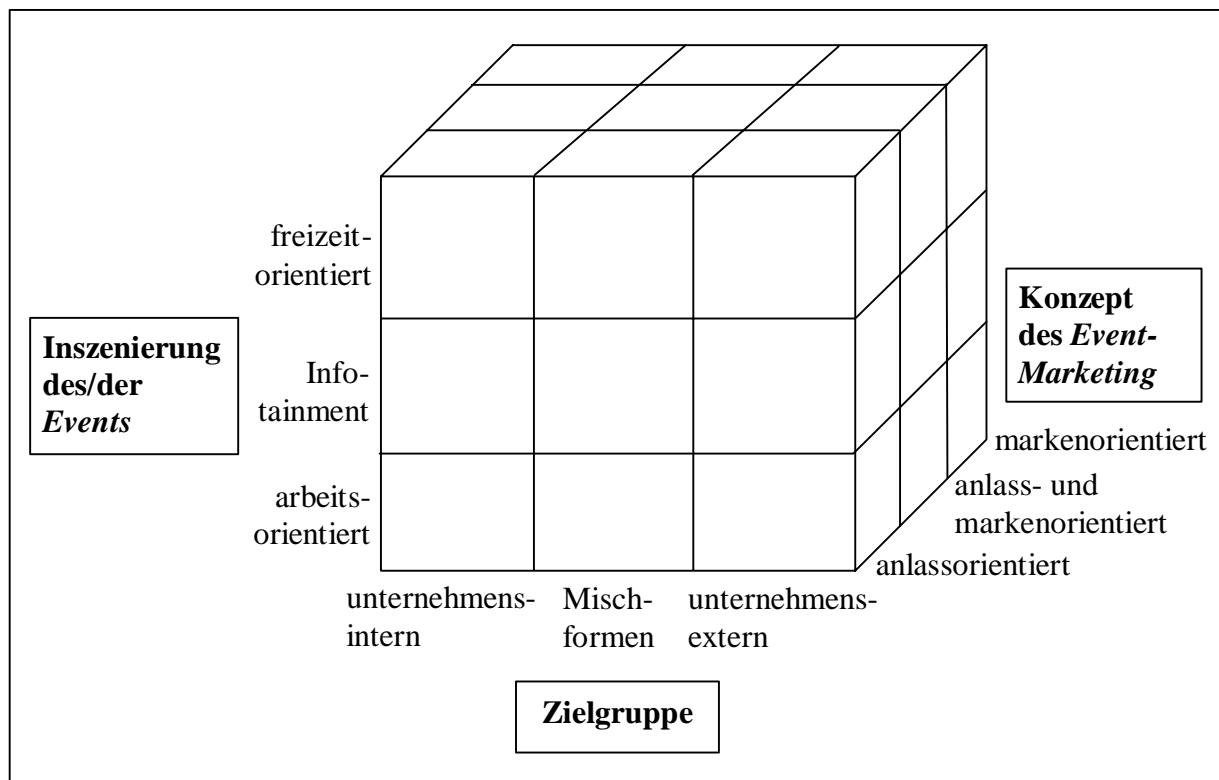 freizeit-
orientiert
Inszenierung
des/der
Events
Info-
tainment
arbeits-
orientiert
Konzept
des Event-
Marketing
markenorientiert
anlass- und
markenorientiert
anlassorientiert
unternehmens-
intern
Misch-
formen
unternehmens-
extern
Zielgruppe